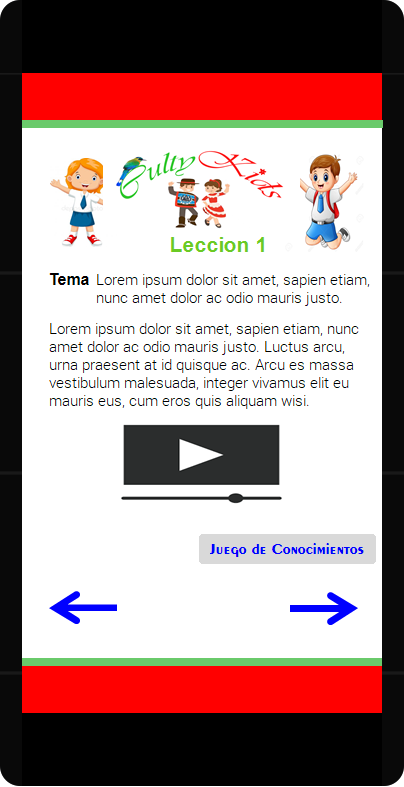 Culty Kids
Leccion 1
Tema Lorem ipsum dolor sit amet, sapien etiam,
nunc amet dolor ac odio mauris justo.
Lorem ipsum dolor sit amet, sapien etiam, nunc
amet dolor ac odio mauris justo. Luctus arcu,
urna praesent at id quisque ac. Arcu es massa
vestibulum malesuada, integer vivamus elit eu
mauris eus, cum eros quis aliquam wisi.
Juego de Conocimientos